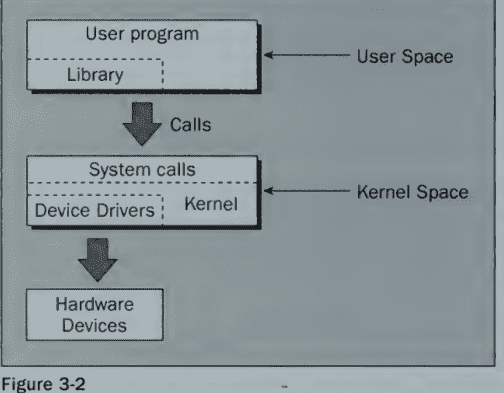 User program
Library
User Space
Calls
System calls
Device Drivers
Kernel
Kernel Space
Hardware
Devices
Figure 3-2